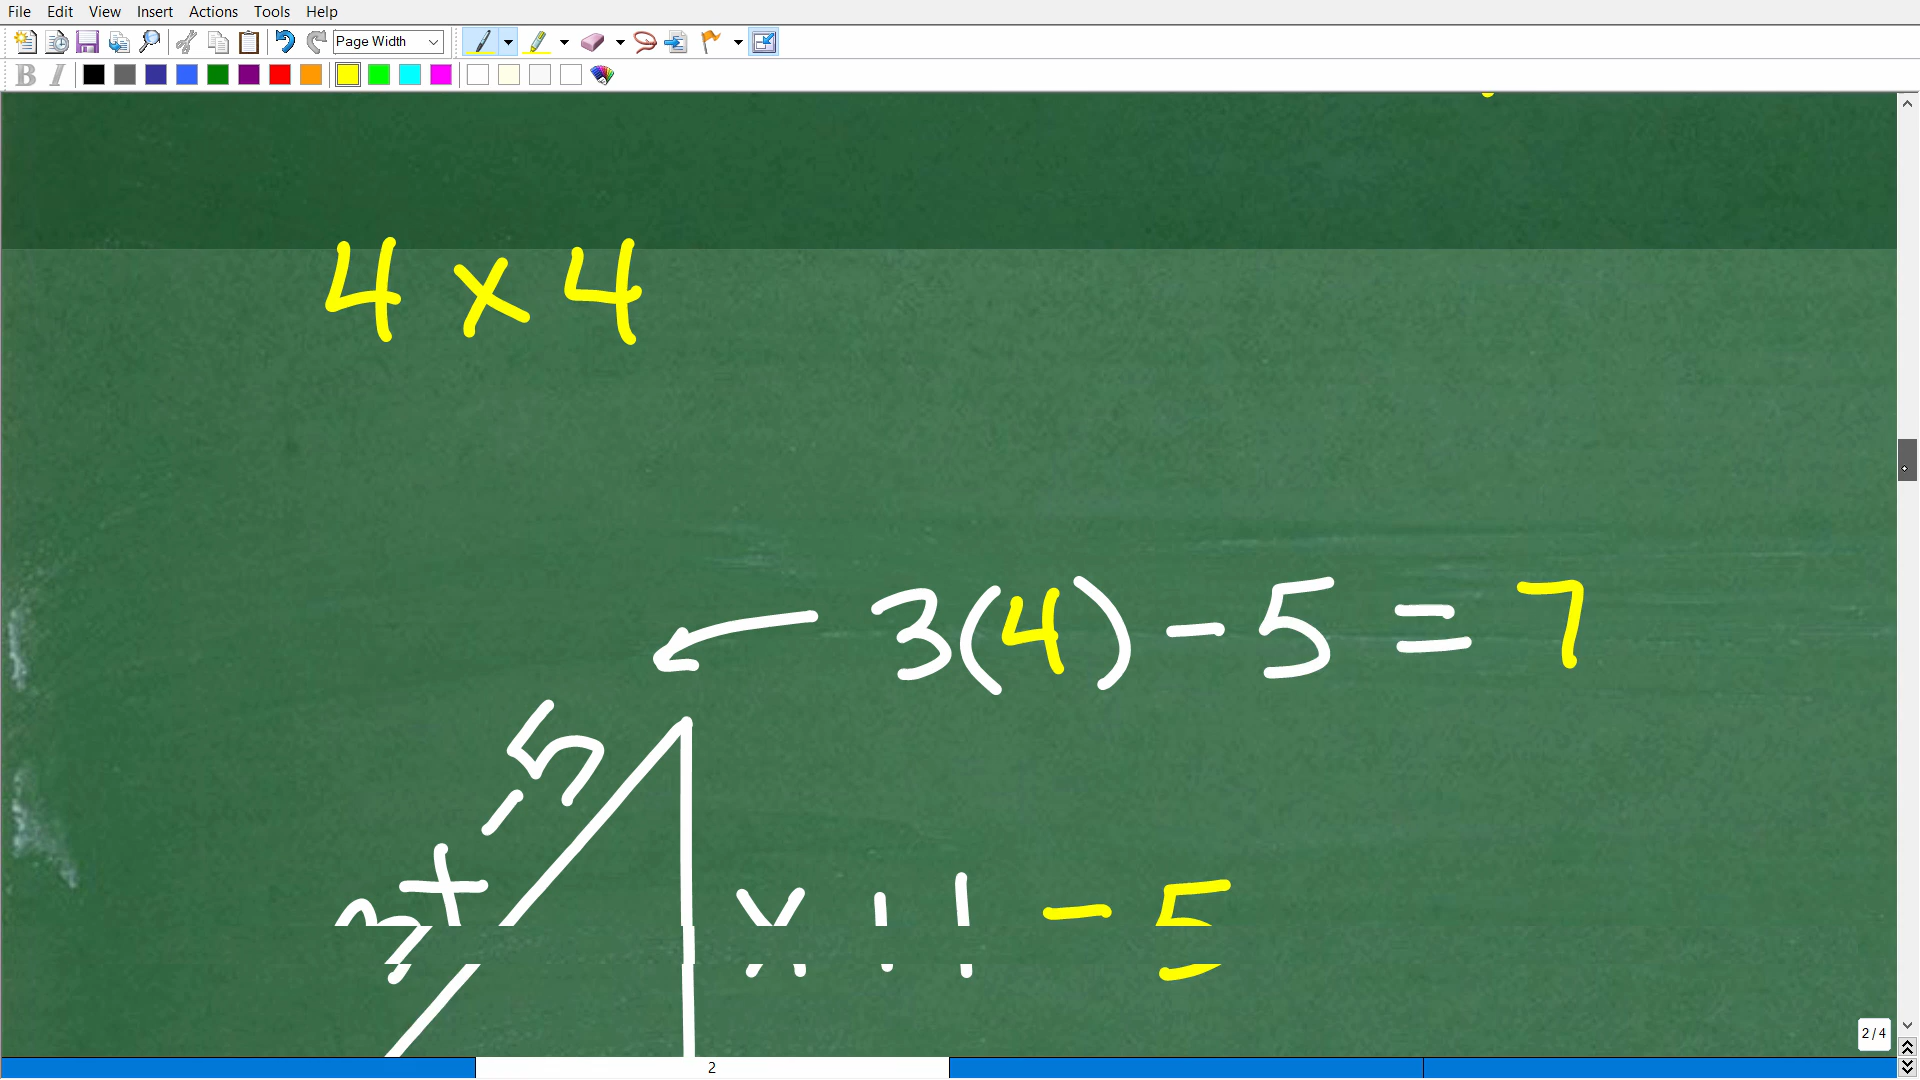 File Edit View Insert Actions Tools Help
Page Width
B I
4 x 4
3(4) - 5 = 7
3x - 5
x + 1 - 5
2 / 4
2